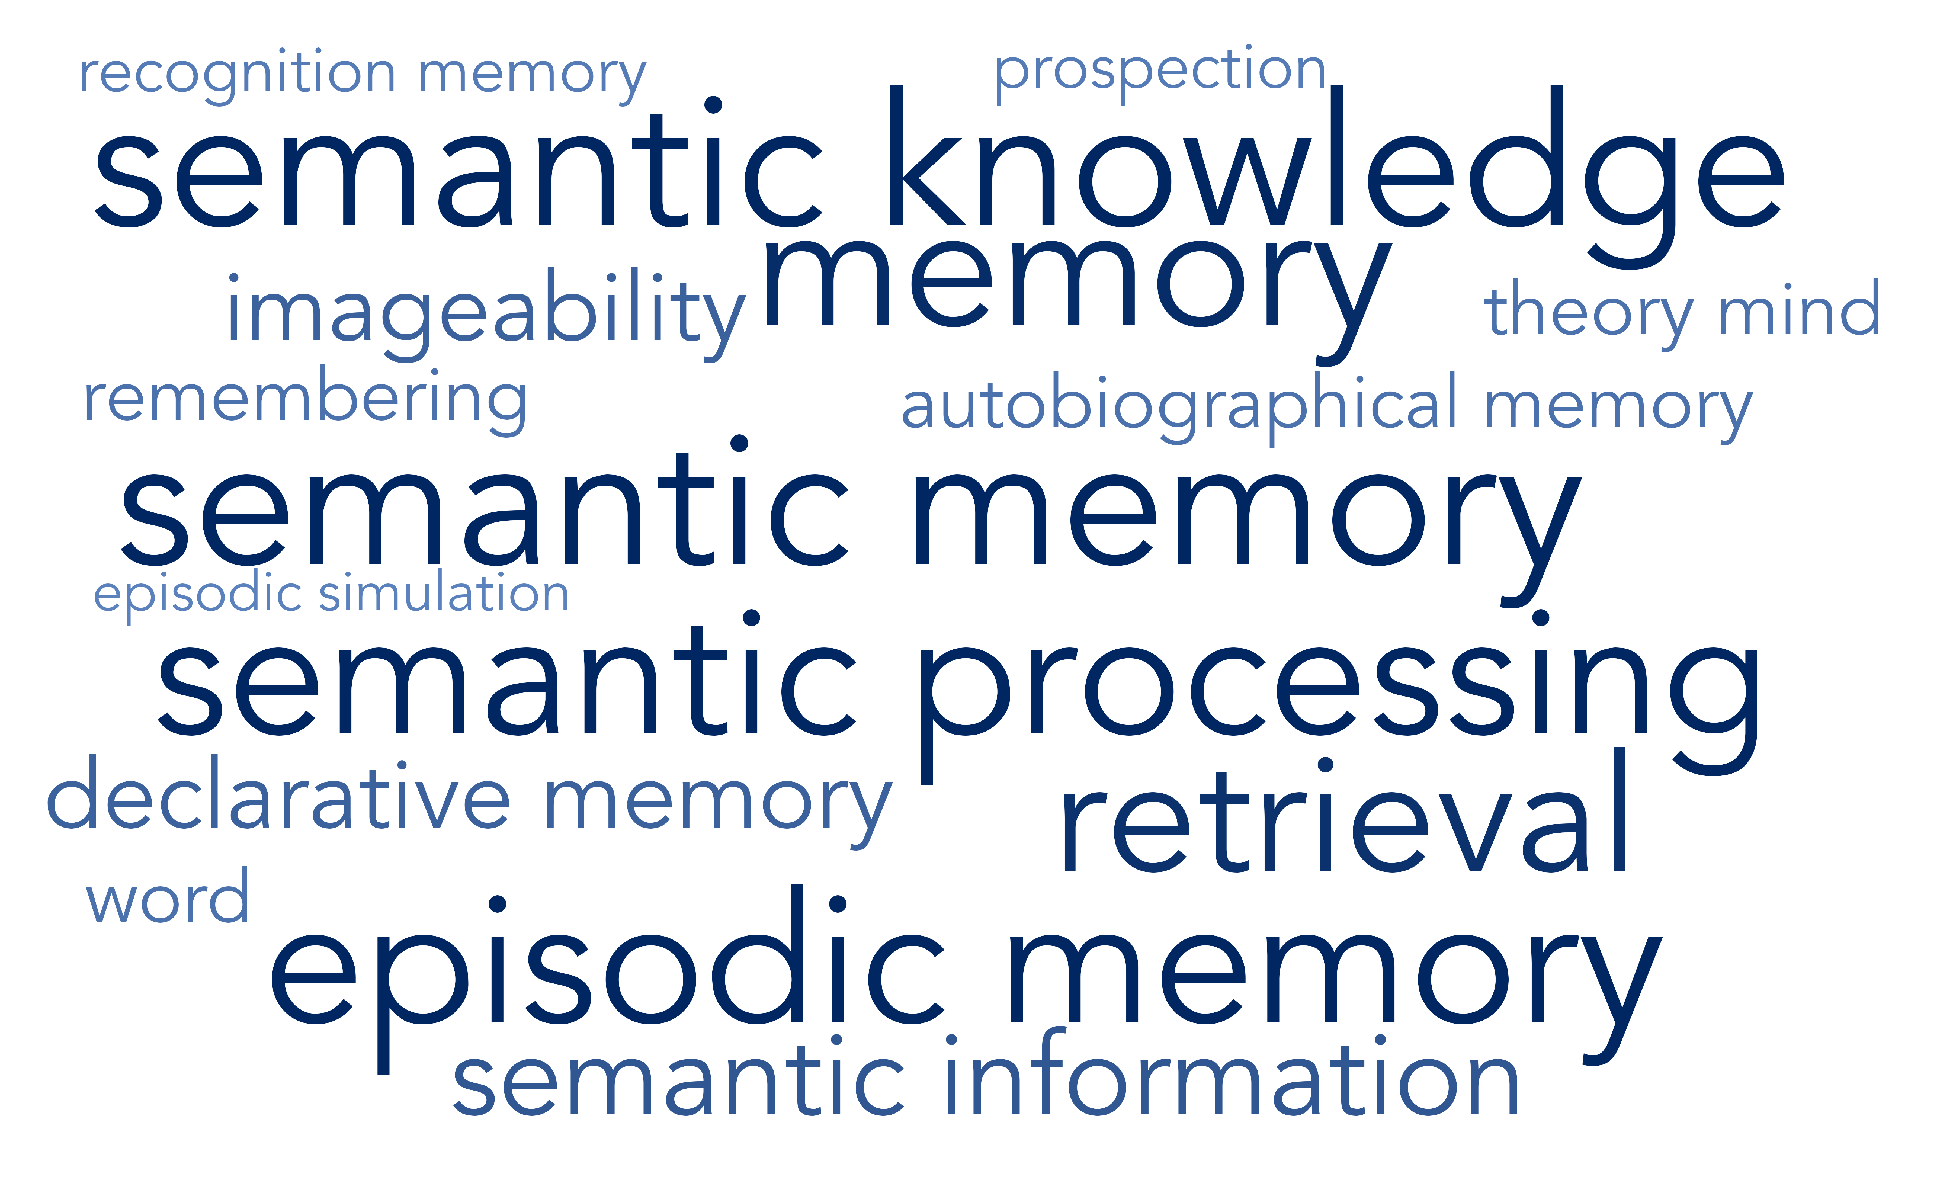 recognition memory
prospection
semantic knowledge
memory
imageability
theory mind
remembering
autobiographical memory
semantic memory
episodic simulation
semantic processing
declarative memory
retrieval
word
episodic memory
semantic information